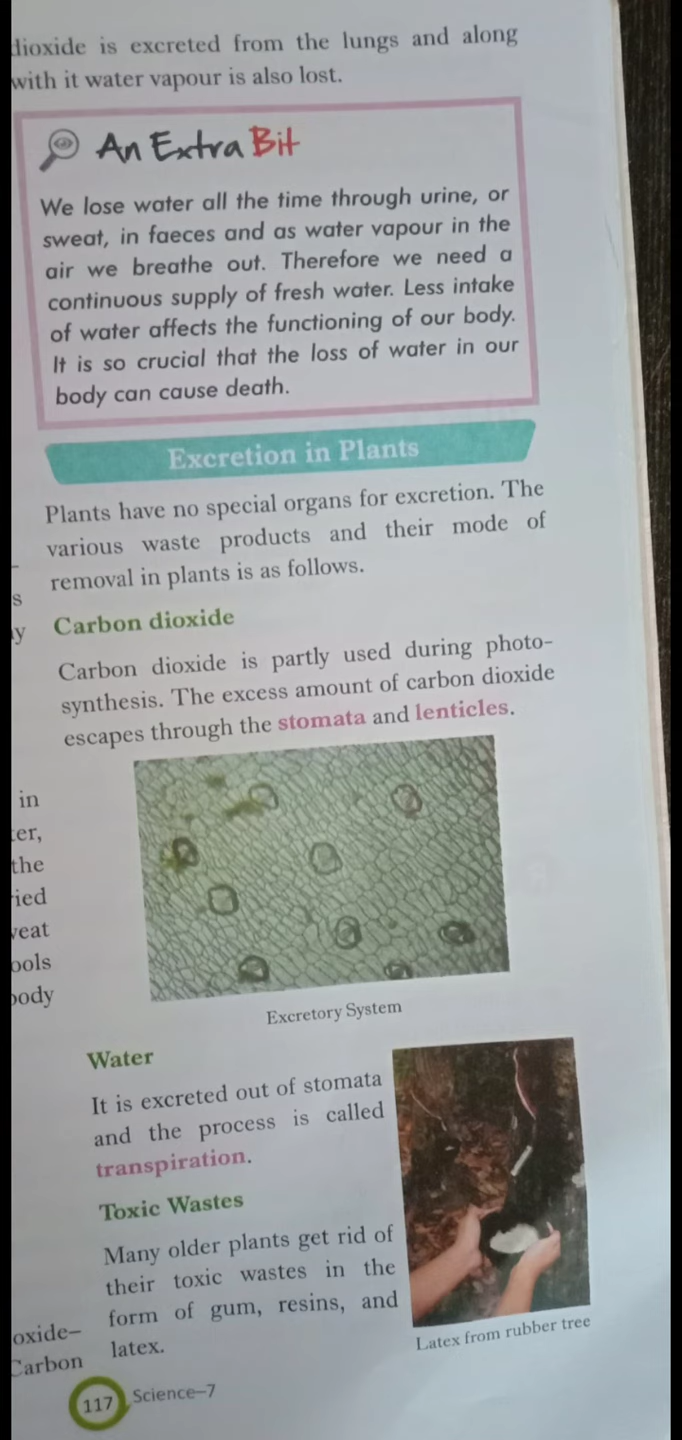 dioxide is excreted from the lungs and along
with it water vapour is also lost.
An Extra Bit
We lose water all the time through urine, or
sweat, in faeces and as water vapour in the
air we breathe out. Therefore we need a
continuous supply of fresh water. Less intake
of water affects the functioning of our body.
It is so crucial that the loss of water in our
body can cause death.
Excretion in Plants
Plants have no special organs for excretion. The
various waste products and their mode of
removal in plants is as follows.
Carbon dioxide
Carbon dioxide is partly used during photo-
synthesis. The excess amount of carbon dioxide
escapes through the stomata and lenticles.
Excretory System
Water
It is excreted out of stomata
and the process is called
transpiration.
Toxic Wastes
Many older plants get rid of
their toxic wastes in the
form of gum, resins, and
latex.
Latex from rubber tree
in
the
oxide–
Carbon
117 Science–7